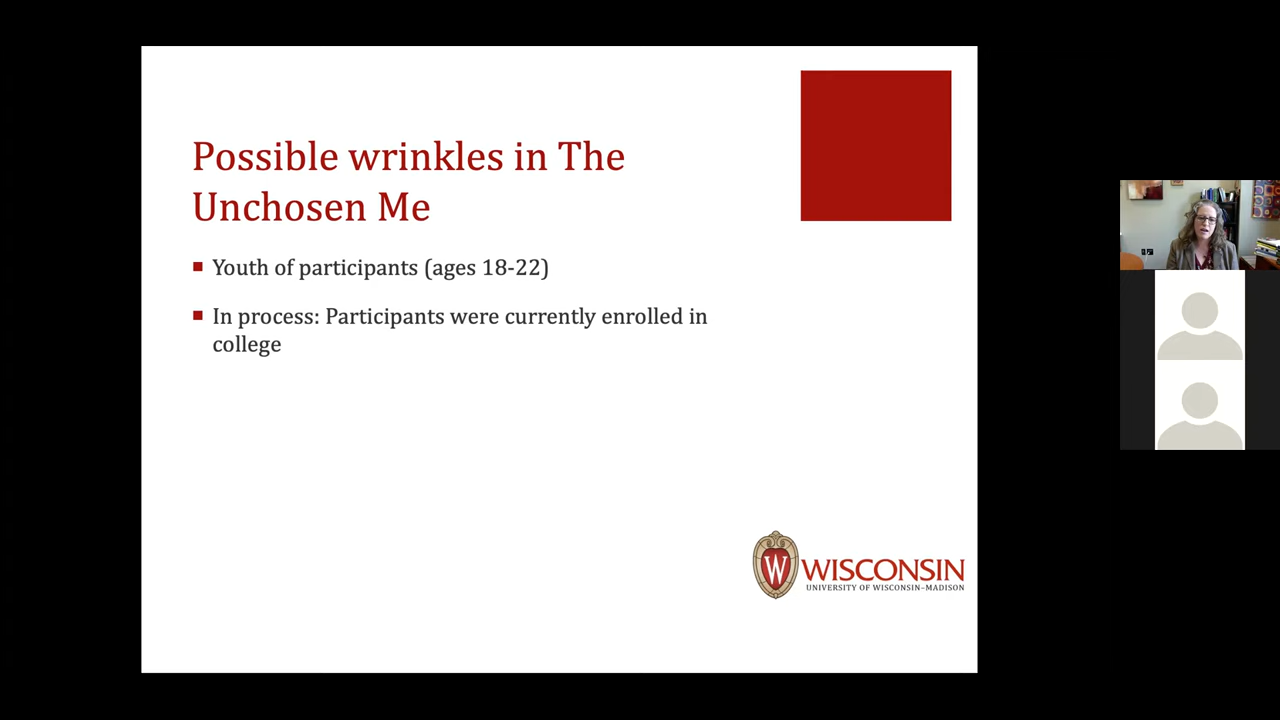 Possible wrinkles in The
Unchosen Me
Youth of participants (ages 18-22)
In process: Participants were currently enrolled in
college
W
WISCONSIN
UNIVERSITY OF WISCONSIN–MADISON